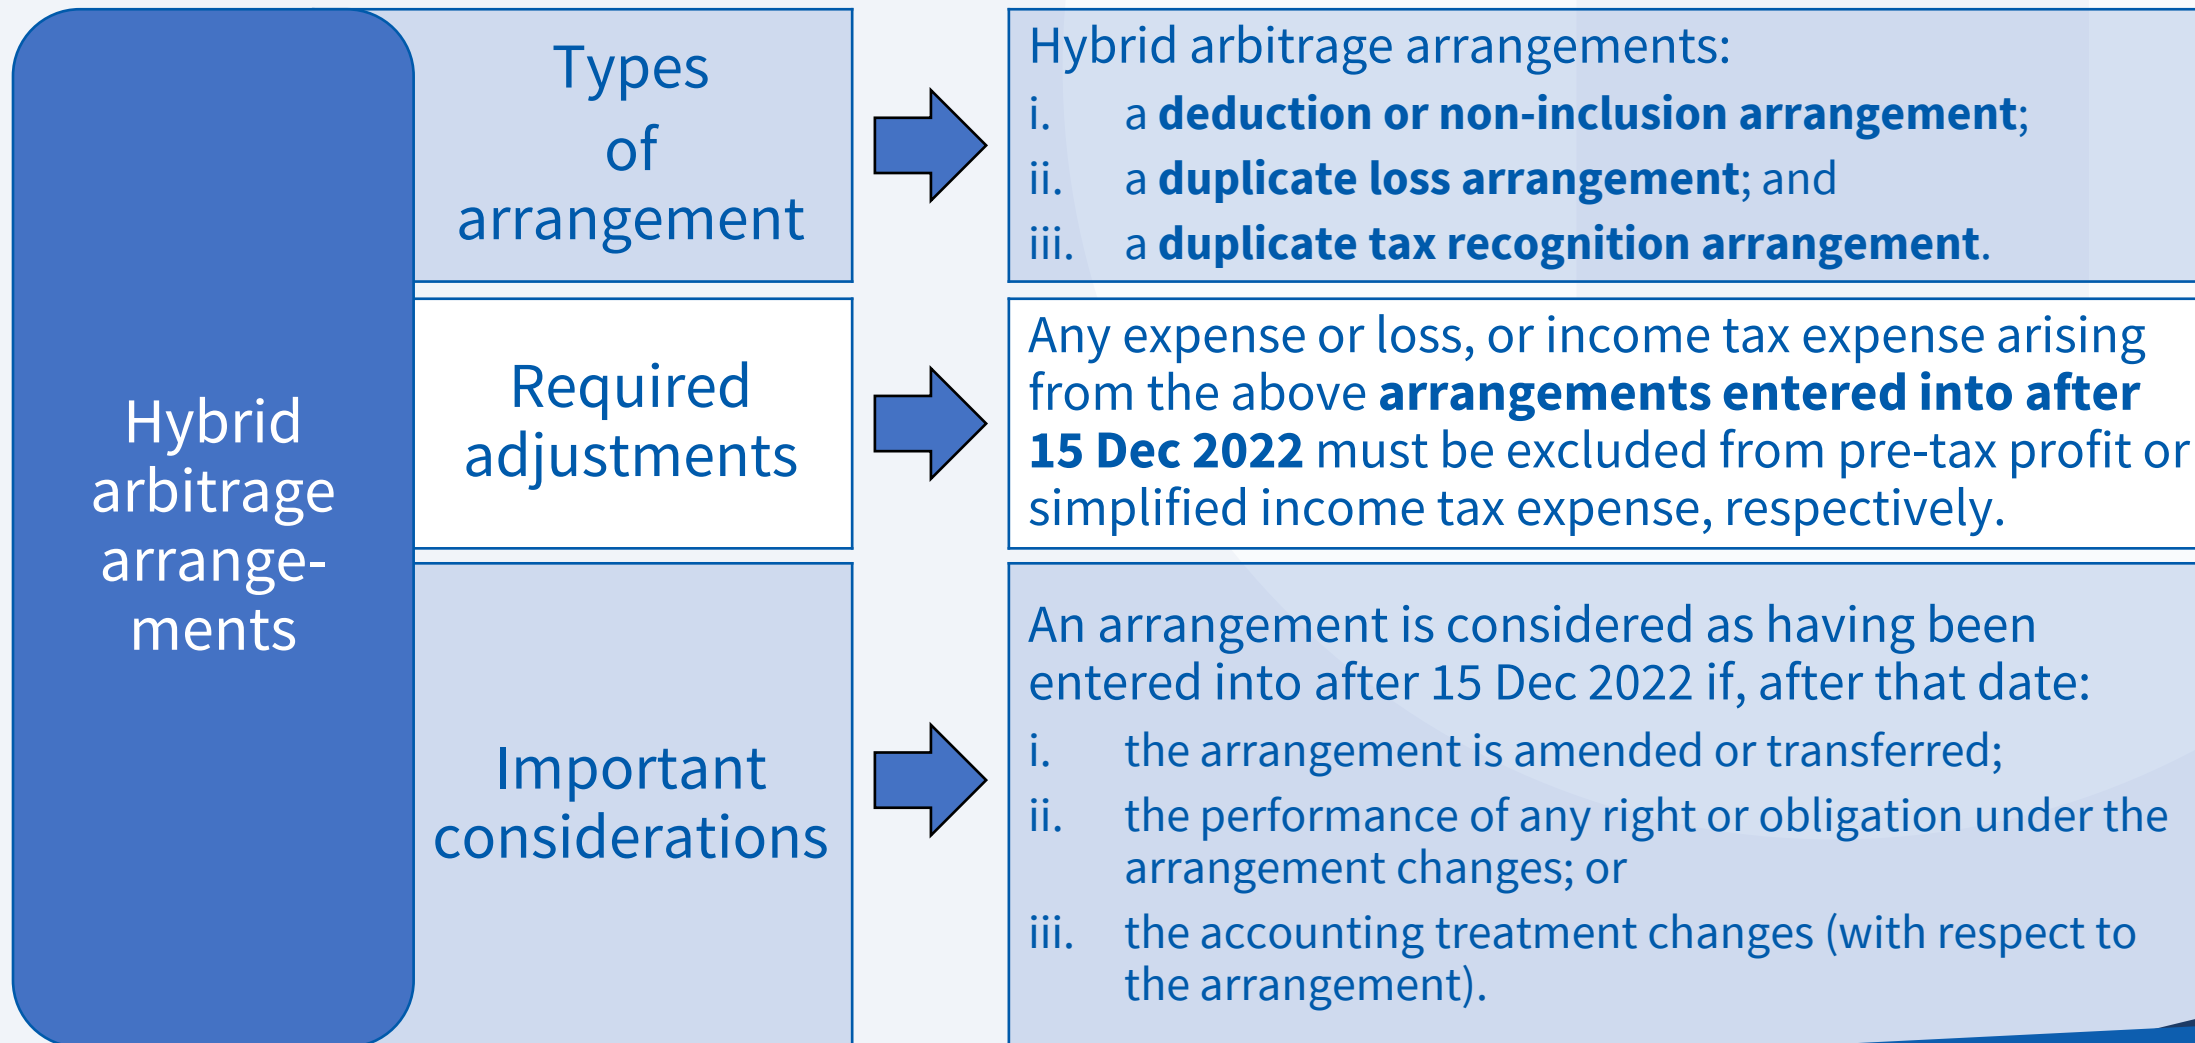 Hybrid
arbitrage
arrange-
ments
Types
of
arrangement
Hybrid arbitrage arrangements:
i. a deduction or non-inclusion arrangement;
ii. a duplicate loss arrangement; and
iii. a duplicate tax recognition arrangement.
Required
adjustments
Any expense or loss, or income tax expense arising
from the above arrangements entered into after
15 Dec 2022 must be excluded from pre-tax profit or
simplified income tax expense, respectively.
Important
considerations
An arrangement is considered as having been
entered into after 15 Dec 2022 if, after that date:
i. the arrangement is amended or transferred;
ii. the performance of any right or obligation under the
arrangement changes; or
iii. the accounting treatment changes (with respect to
the arrangement).